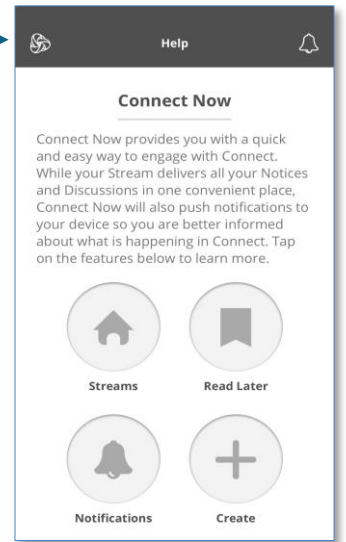 Help
Connect Now
Connect Now provides you with a quick
and easy way to engage with Connect.
While your Stream delivers all your Notices
and Discussions in one convenient place,
Connect Now will also push notifications to
your device so you are better informed
about what is happening in Connect. Tap
on the features below to learn more.
Streams
Read Later
Notifications
Create